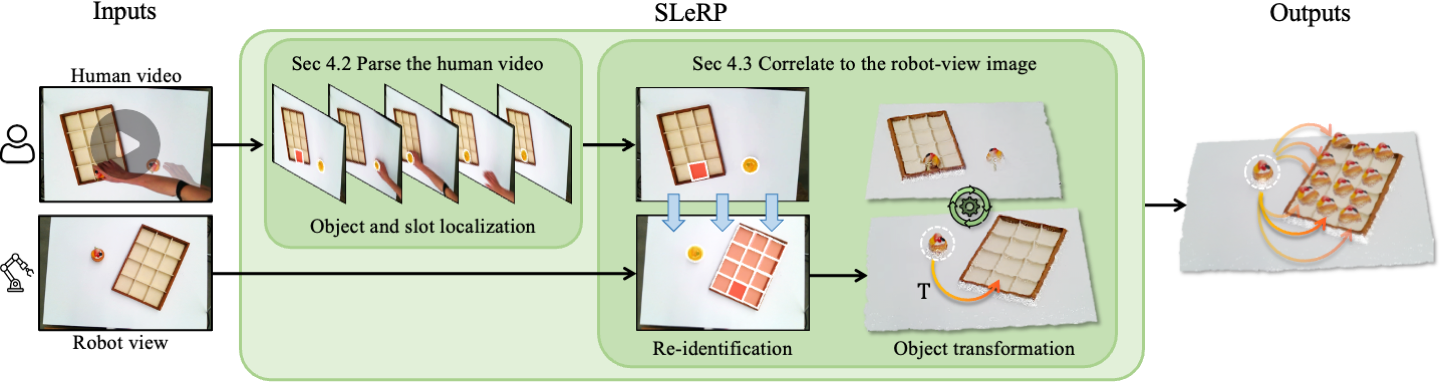 Inputs
SLeRP
Outputs
Human video
Sec 4.2 Parse the human video
Sec 4.3 Correlate to the robot-view image
Object and slot localization
T
Robot view
Re-identification
Object transformation